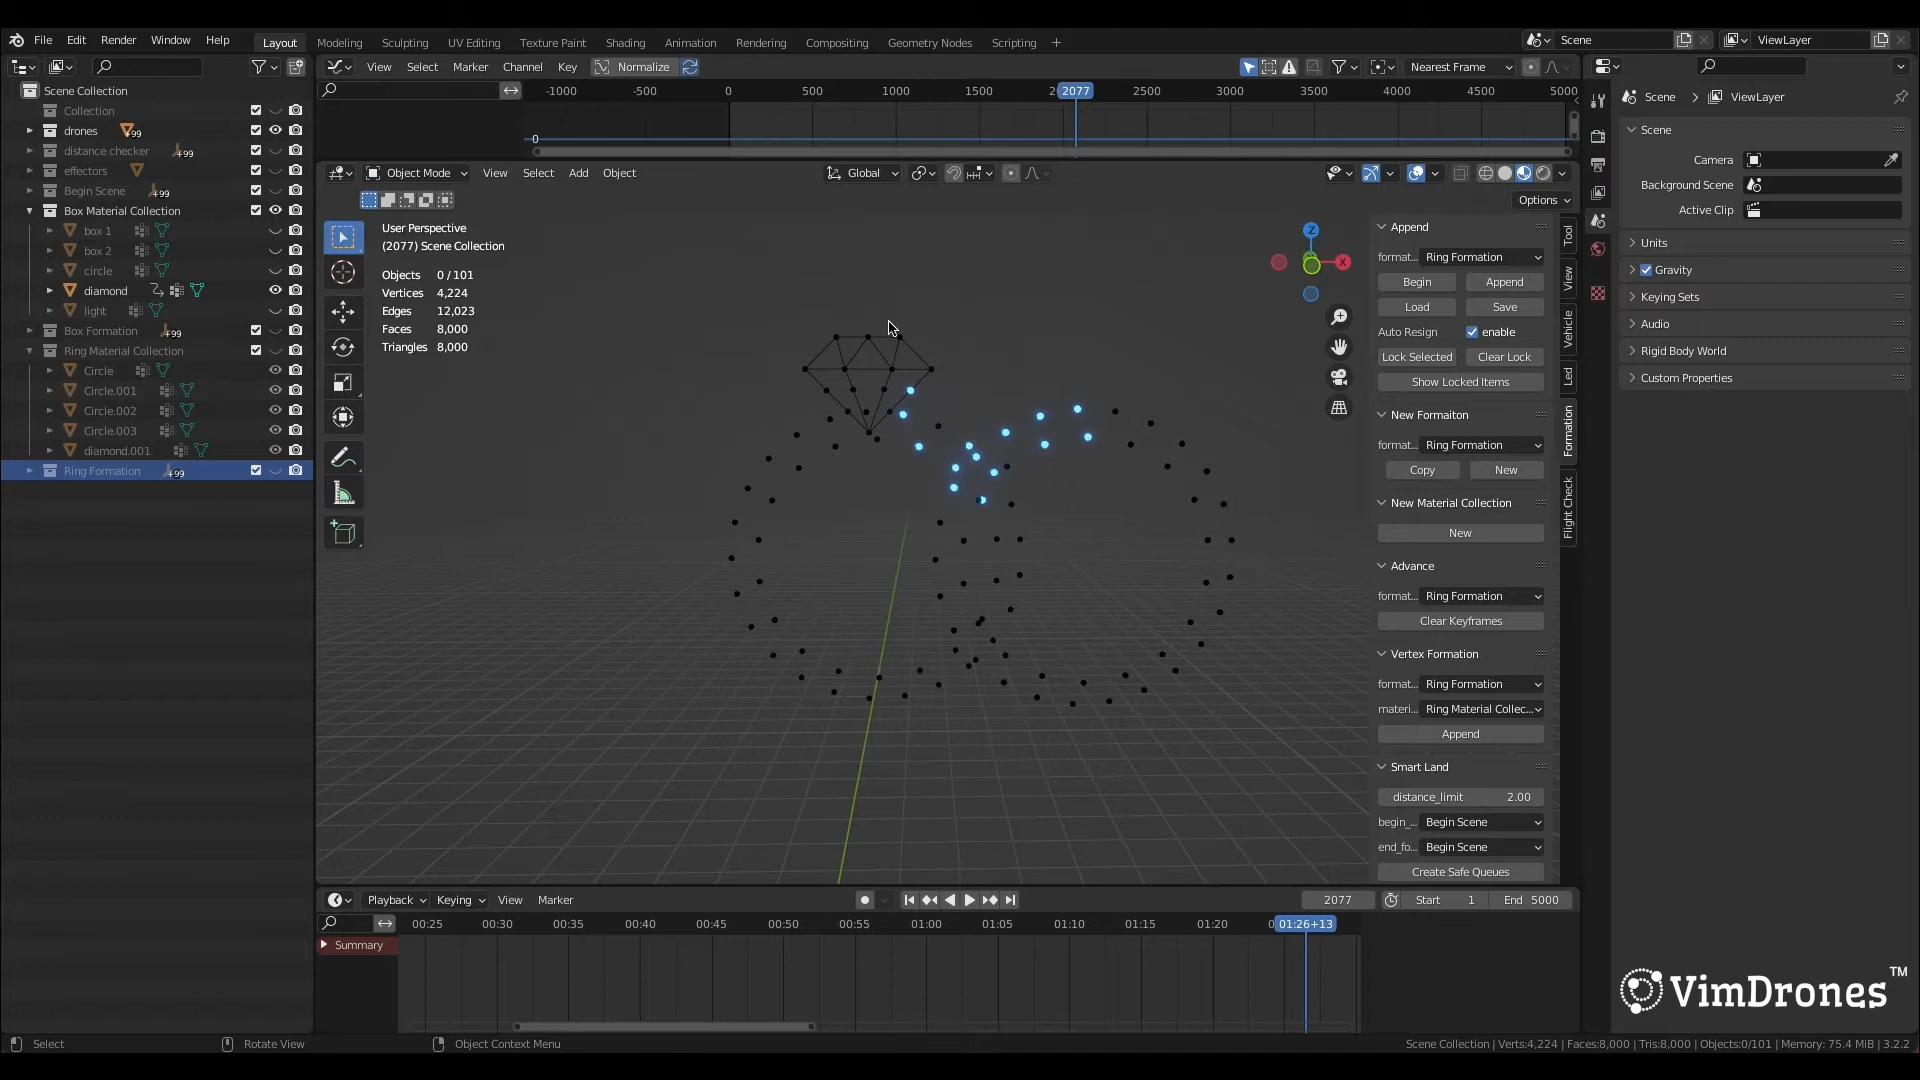 File Edit Render Window Help Layout Modeling Sculpting UV Editing Texture Paint Shading Animation Rendering Compositing Geometry Nodes Scripting + Scene ViewLayer
View Select Marker Channel Key Normalize Nearest Frame
Scene Collection
Collection
drones +99
distance checker +99
effectors
Begin Scene +99
Box Material Collection
box 1
box 2
circle
diamond
light
Box Formation +99
Ring Material Collection
Circle
Circle.001
Circle.002
Circle.003
diamond.001
Ring Formation +99
-1000 -500 0 500 1000 1500 2077 2500 3000 3500 4000 4500 5000
0
Object Mode View Select Add Object Global
Options
User Perspective
(2077) Scene Collection
Objects 0 / 101
Vertices 4,224
Edges 12,023
Faces 8,000
Triangles 8,000
Z
X
Append
format... Ring Formation
Begin Append
Load Save
Auto Resign enable
Lock Selected Clear Lock
Show Locked Items
New Formaiton
format... Ring Formation
Copy New
New Material Collection
New
Advance
format... Ring Formation
Clear Keyframes
Vertex Formation
format... Ring Formation
materi... Ring Material Collec...
Append
Smart Land
distance_limit 2.00
begin_... Begin Scene
end_fo... Begin Scene
Create Safe Queues
Tool
View
Vehicle
Led
Formation
Flight Check
Scene > ViewLayer
Scene
Camera
Background Scene
Active Clip
Units
Gravity
Keying Sets
Audio
Rigid Body World
Custom Properties
Playback Keying View Marker 2077 Start 1 End 5000
00:25 00:30 00:35 00:40 00:45 00:50 00:55 01:00 01:05 01:10 01:15 01:20 01:26+13
Summary
VimDrones™
Select Rotate View Object Context Menu Scene Collection | Verts:4,224 | Faces:8,000 | Tris:8,000 | Objects:0/101 | Memory: 75.4 MiB | 3.2.2